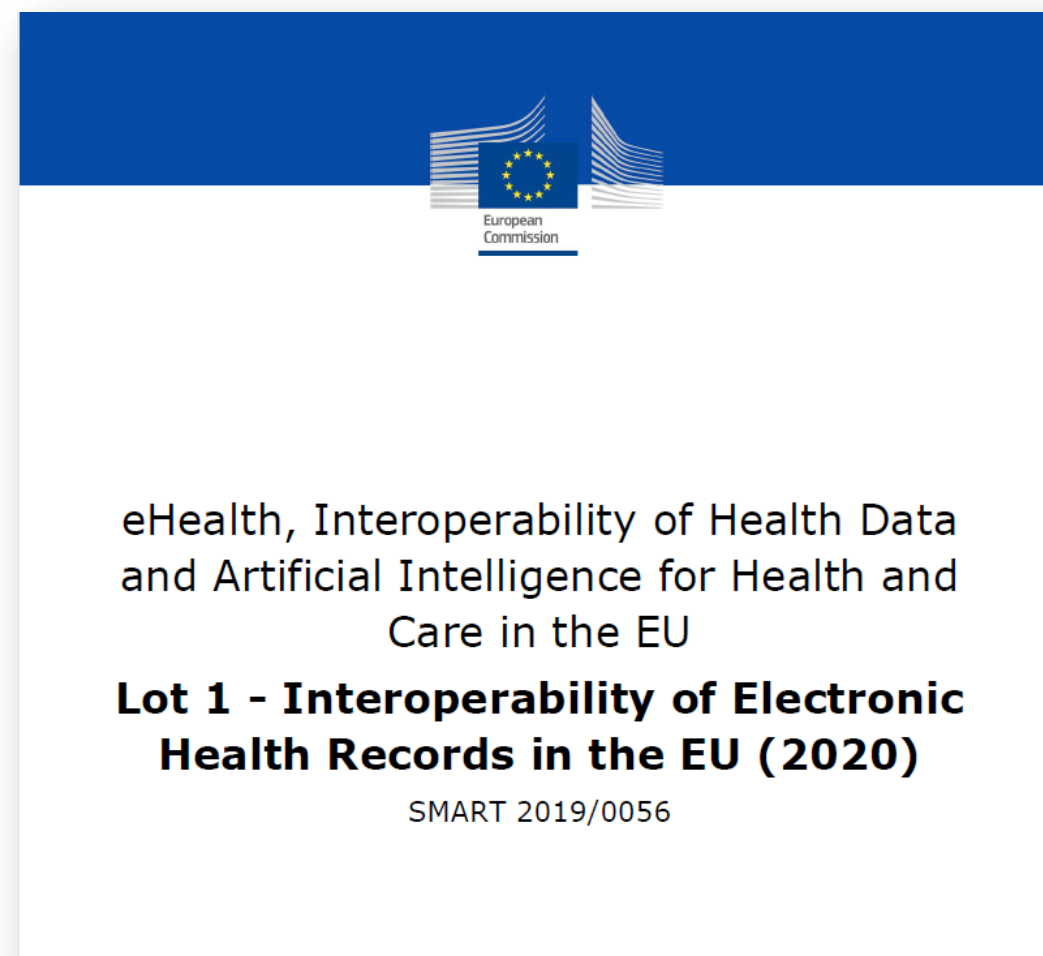 European
Commission
eHealth, Interoperability of Health Data
and Artificial Intelligence for Health and
Care in the EU
Lot 1 - Interoperability of Electronic
Health Records in the EU (2020)
SMART 2019/0056